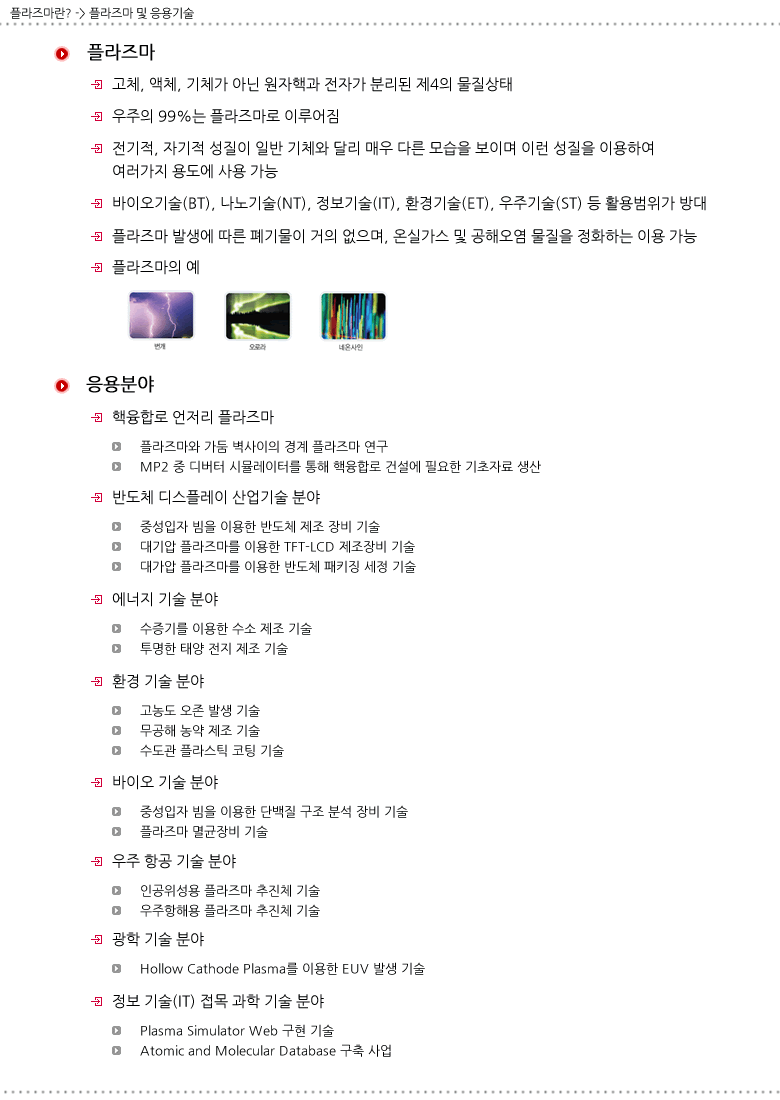 플라즈마란? -> 플라즈마 및 응용기술
플라즈마
고체, 액체, 기체가 아닌 원자핵과 전자가 분리된 제4의 물질상태
우주의 99%는 플라즈마로 이루어짐
전기적, 자기적 성질이 일반 기체와 달리 매우 다른 모습을 보이며 이런 성질을 이용하여
여러가지 용도에 사용 가능
바이오기술(BT), 나노기술(NT), 정보기술(IT), 환경기술(ET), 우주기술(ST) 등 활용범위가 방대
플라즈마 발생에 따른 폐기물이 거의 없으며, 온실가스 및 공해오염 물질을 정화하는 이용 가능
플라즈마의 예
번개 오로라 네온사인
응용분야
핵융합로 언저리 플라즈마
플라즈마와 가둠 벽사이의 경계 플라즈마 연구
MP2 중 디버터 시뮬레이터를 통해 핵융합로 건설에 필요한 기초자료 생산
반도체 디스플레이 산업기술 분야
중성입자 빔을 이용한 반도체 제조 장비 기술
대기압 플라즈마를 이용한 TFT-LCD 제조장비 기술
대가압 플라즈마를 이용한 반도체 패키징 세정 기술
에너지 기술 분야
수증기를 이용한 수소 제조 기술
투명한 태양 전지 제조 기술
환경 기술 분야
고농도 오존 발생 기술
무공해 농약 제조 기술
수도관 플라스틱 코팅 기술
바이오 기술 분야
중성입자 빔을 이용한 단백질 구조 분석 장비 기술
플라즈마 멸균장비 기술
우주 항공 기술 분야
인공위성용 플라즈마 추진체 기술
우주항해용 플라즈마 추진체 기술
광학 기술 분야
Hollow Cathode Plasma를 이용한 EUV 발생 기술
정보 기술(IT) 접목 과학 기술 분야
Plasma Simulator Web 구현 기술
Atomic and Molecular Database 구축 사업